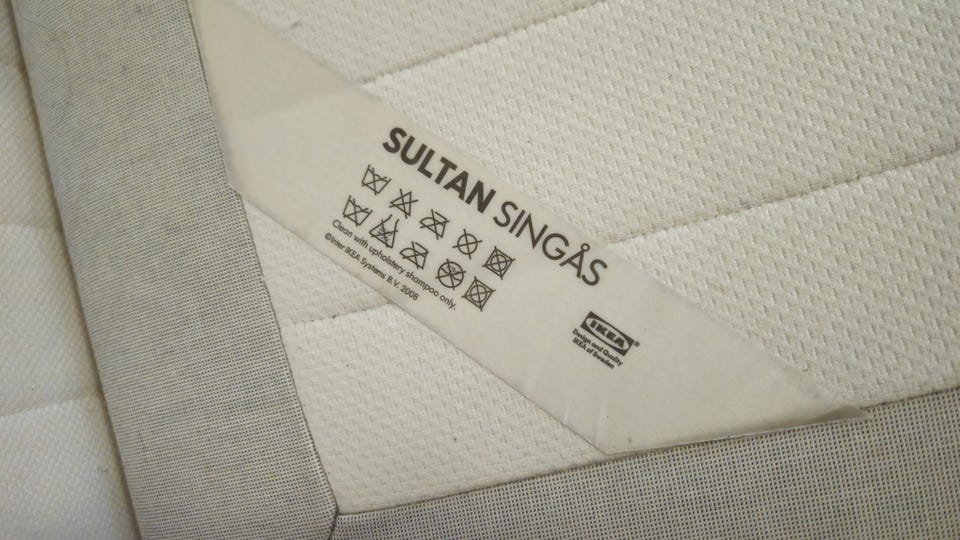 SULTAN SINGÅS
Clean with upholstery shampoo only.
©Inter IKEA Systems B.V. 2008
IKEA®
Design and Quality
IKEA of Sweden